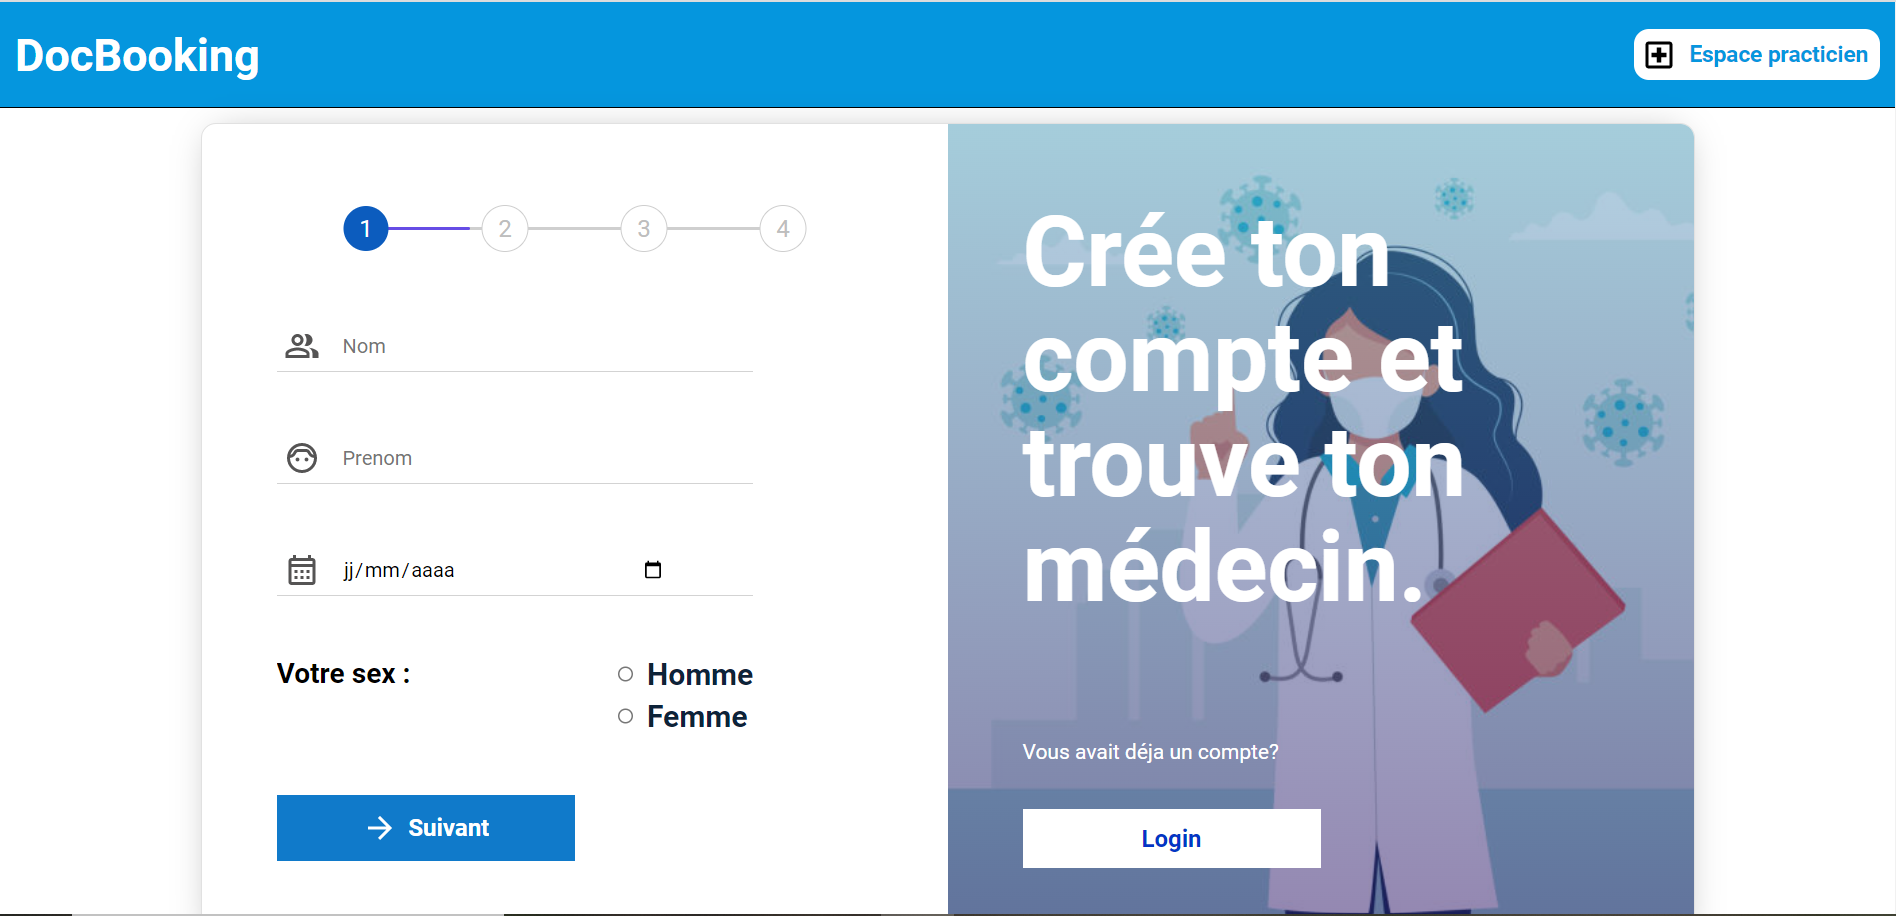 DocBooking
Espace practicien
1 2 3 4
Nom
Prenom
jj/mm/aaaa
Votre sex :
Homme
Femme
Suivant
Crée ton
compte et
trouve ton
médecin.
Vous avait déja un compte?
Login